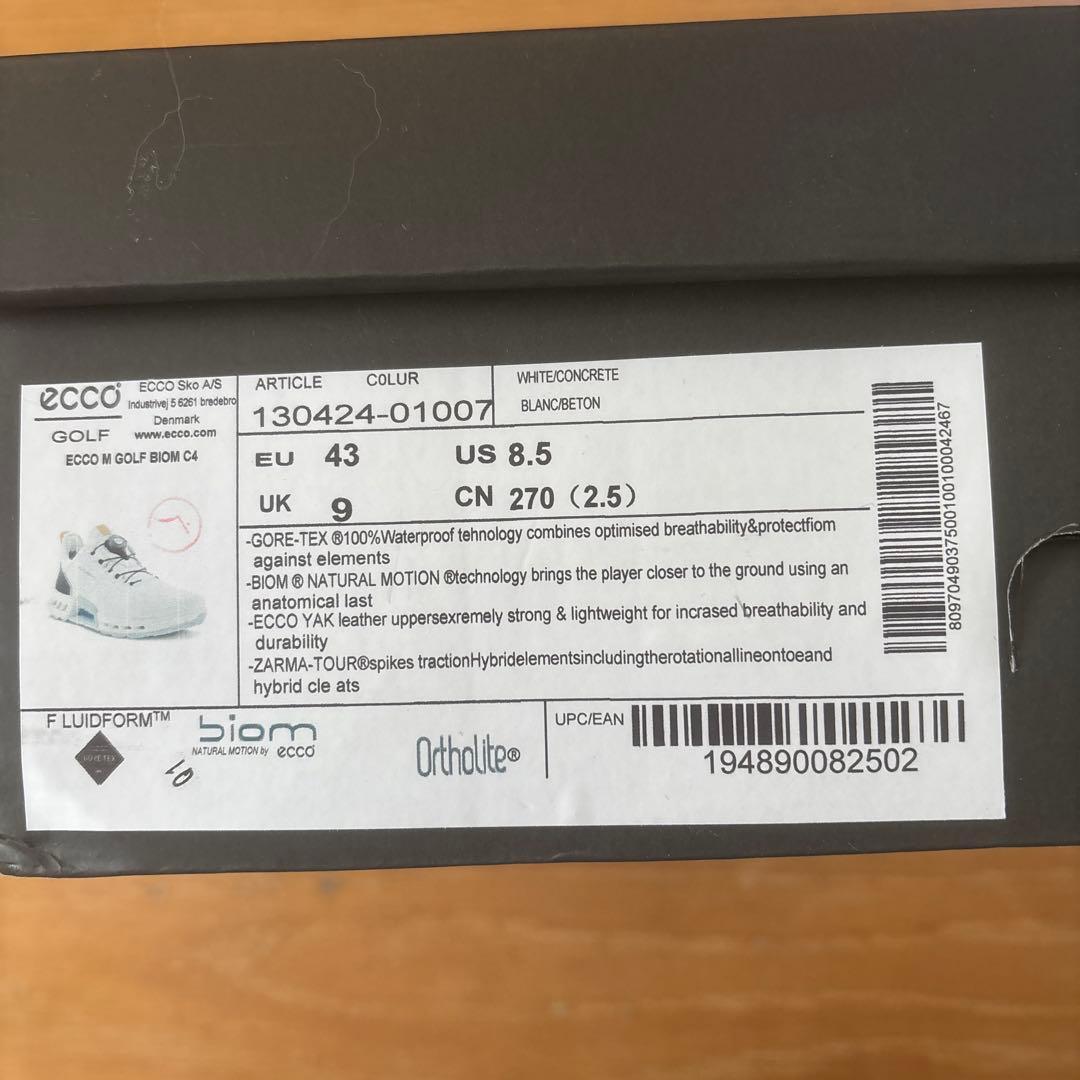 ecco®
ECCO Sko A/S
Industrivej 5 6261 bredebro
Denmark
GOLF www.ecco.com
ECCO M GOLF BIOM C4
ARTICLE COLUR
130424-01007
WHITE/CONCRETE
BLANC/BETON
EU 43 US 8.5
UK 9 CN 270（2.5）
-GORE-TEX ®100%Waterproof tehnology combines optimised breathability&protectfiom
against elements
-BIOM ® NATURAL MOTION ®technology brings the player closer to the ground using an
anatomical last
-ECCO YAK leather uppersexremely strong & lightweight for incrased breathability and
durability
-ZARMA-TOUR®spikes tractionHybridelementsincludingtherotationallineontoeand
hybrid cle ats
809704903750010010004​2467
F LUIDFORM™
GORE-TEX
biom
NATURAL MOTION by ecco
Ortholite®
UPC/EAN
194890082502